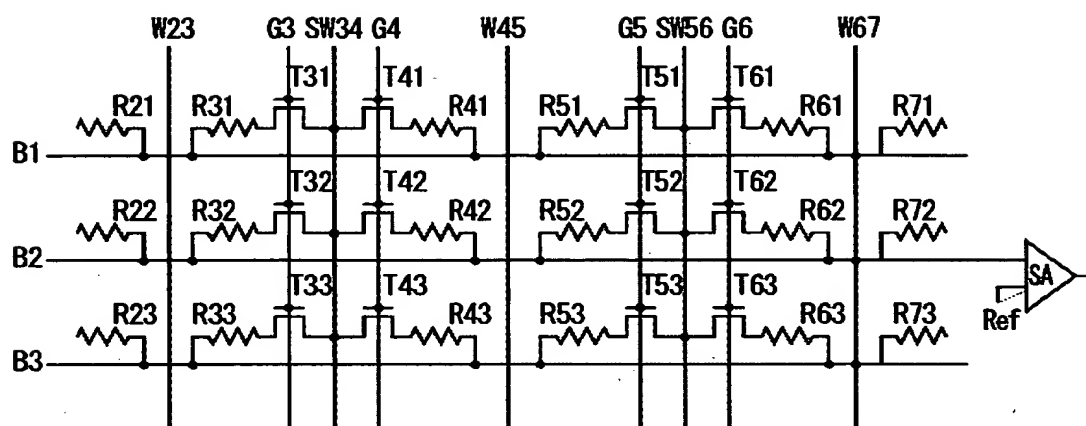 W23 G3 SW34 G4 W45 G5 SW56 G6 W67
T31 T41 T51 T61
R21 R31 R41 R51 R61 R71
B1
T32 T42 T52 T62
R22 R32 R42 R52 R62 R72
B2
T33 T43 T53 T63
SA
R23 R33 R43 R53 R63 R73
Ref
B3